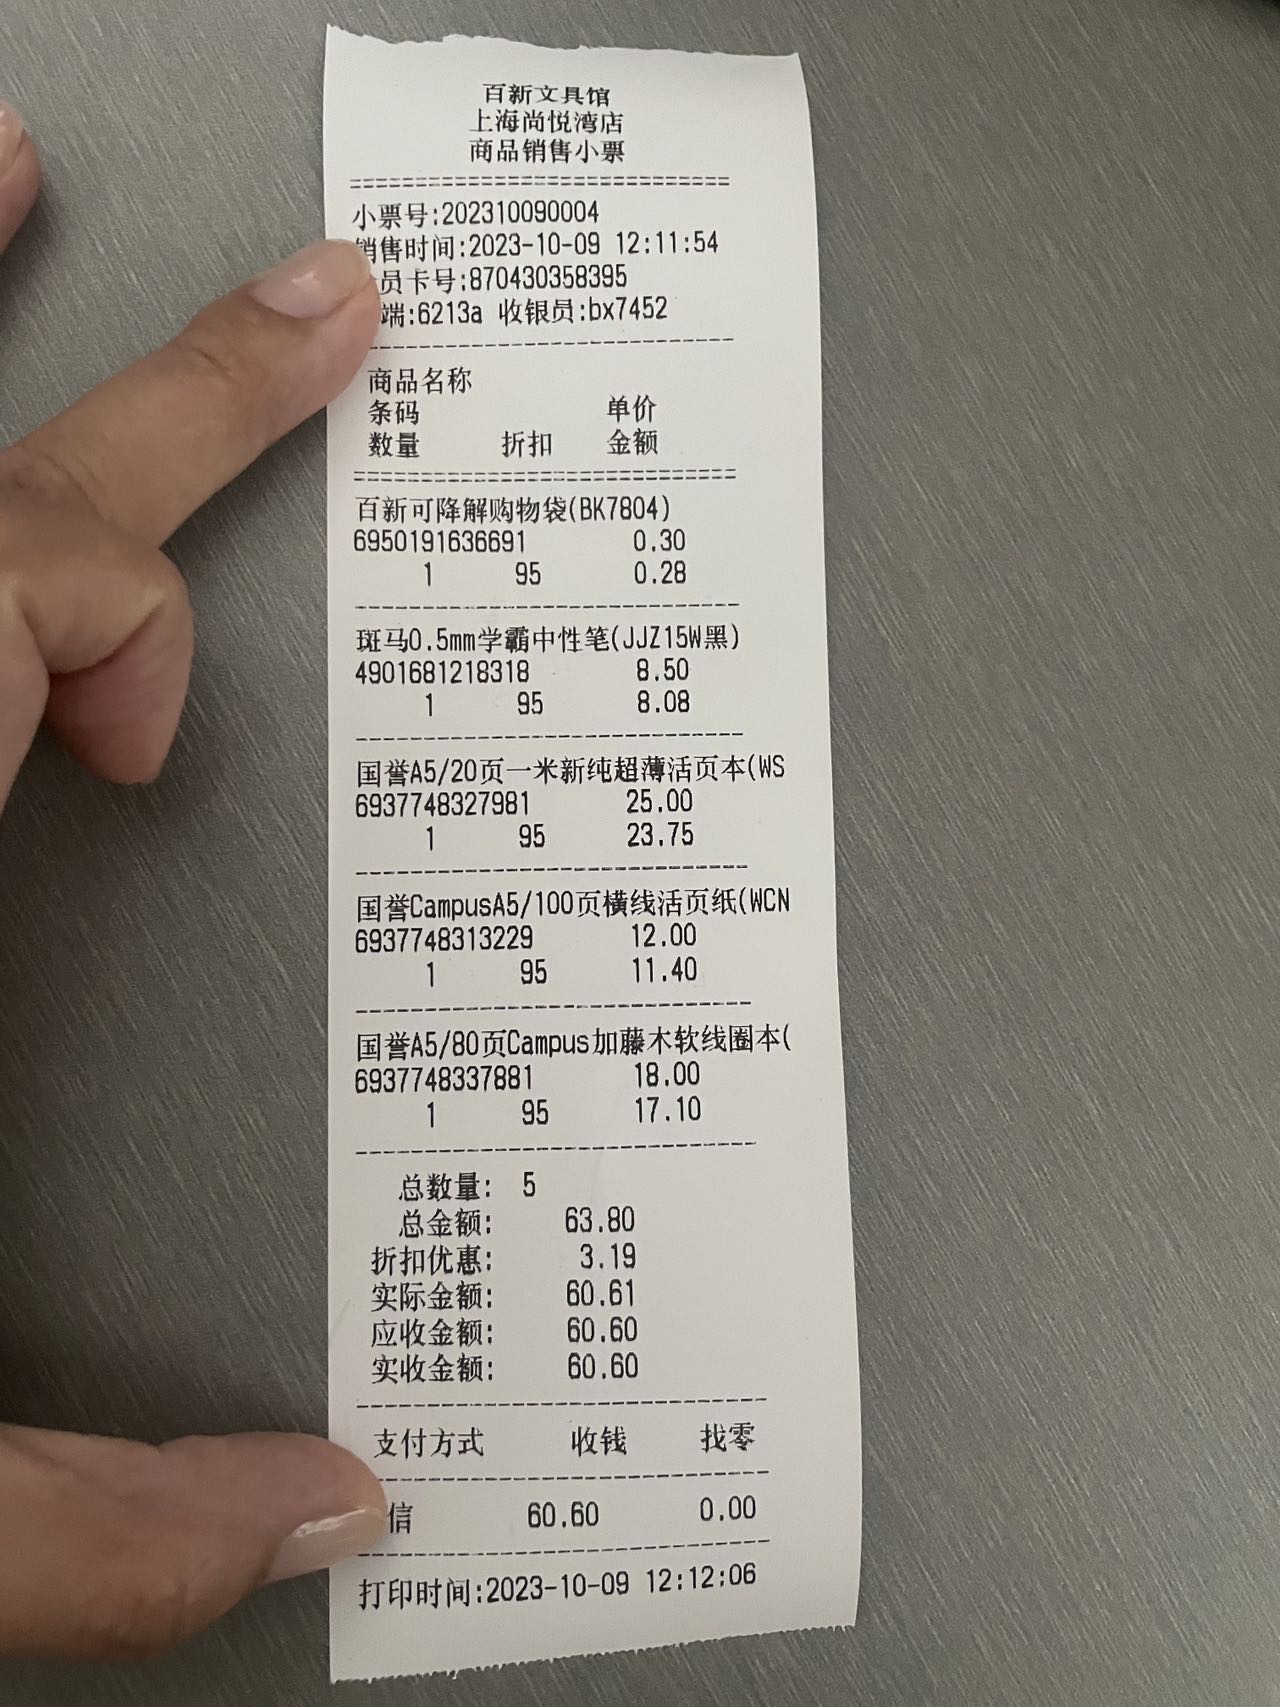 百新文具馆
上海尚悦湾店
商品销售小票
==============================
小票号:202310090004
销售时间:2023-10-09 12:11:54
员卡号:870430358395
端:6213a 收银员:bx7452
------------------------------
商品名称
条码 单价
数量 折扣 金额
==============================
百新可降解购物袋(BK7804)
6950191636691 0.30
1 95 0.28
------------------------------
斑马0.5mm学霸中性笔(JJZ15W黑)
4901681218318 8.50
1 95 8.08
------------------------------
国誉A5/20页一米新纯超薄活页本(WS
6937748327981 25.00
1 95 23.75
------------------------------
国誉CampusA5/100页横线活页纸(WCN
6937748313229 12.00
1 95 11.40
------------------------------
国誉A5/80页Campus加藤木软线圈本(
6937748337881 18.00
1 95 17.10
------------------------------
总数量: 5
总金额: 63.80
折扣优惠: 3.19
实际金额: 60.61
应收金额: 60.60
实收金额: 60.60
------------------------------
支付方式 收钱 找零
------------------------------
信 60.60 0.00
------------------------------
打印时间:2023-10-09 12:12:06